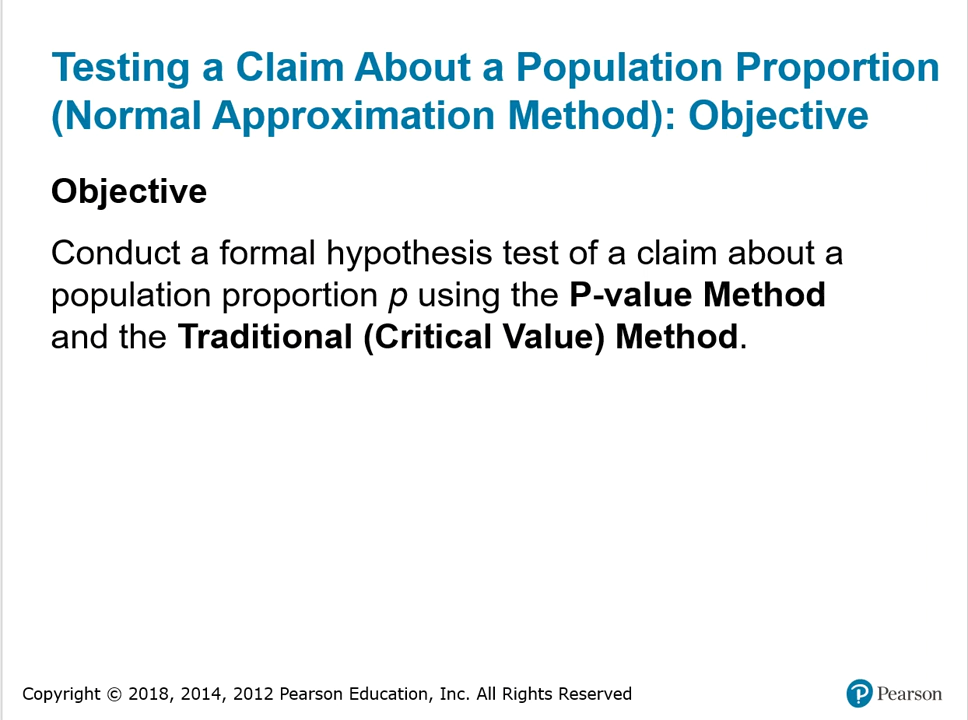 Testing a Claim About a Population Proportion
(Normal Approximation Method): Objective
Objective
Conduct a formal hypothesis test of a claim about a
population proportion p using the P-value Method
and the Traditional (Critical Value) Method.
Copyright © 2018, 2014, 2012 Pearson Education, Inc. All Rights Reserved
P Pearson